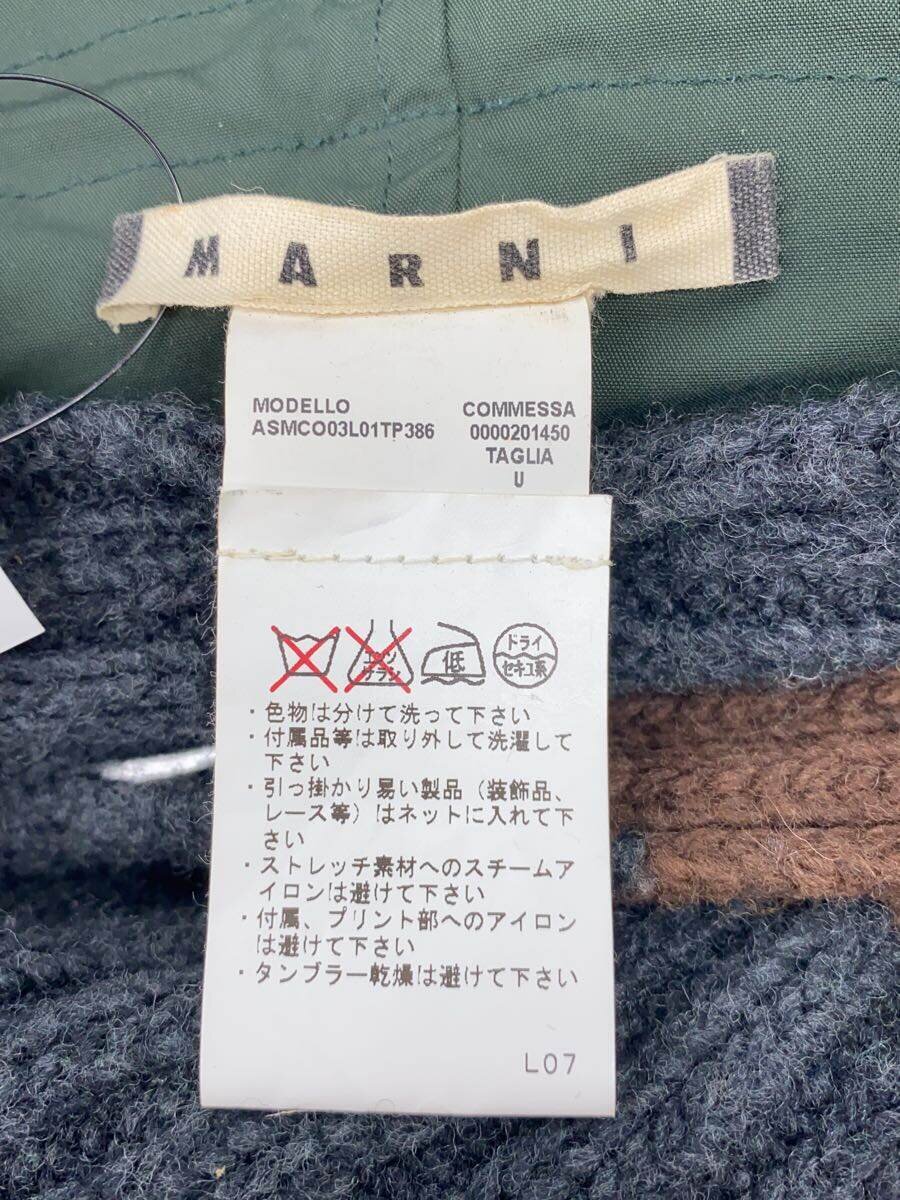 MARNI
MODELLO COMMESSA
ASMCO03L01TP386 0000201450
TAGLIA
U
エンソ サラシ 低 ドライ セキユ系
・色物は分けて洗って下さい
・付属品等は取り外して洗濯して
下さい
・引っ掛かり易い製品（装飾品、
レース等）はネットに入れて下
さい
・ストレッチ素材へのスチームア
イロンは避けて下さい
・付属、プリント部へのアイロン
は避けて下さい
・タンブラー乾燥は避けて下さい
L07